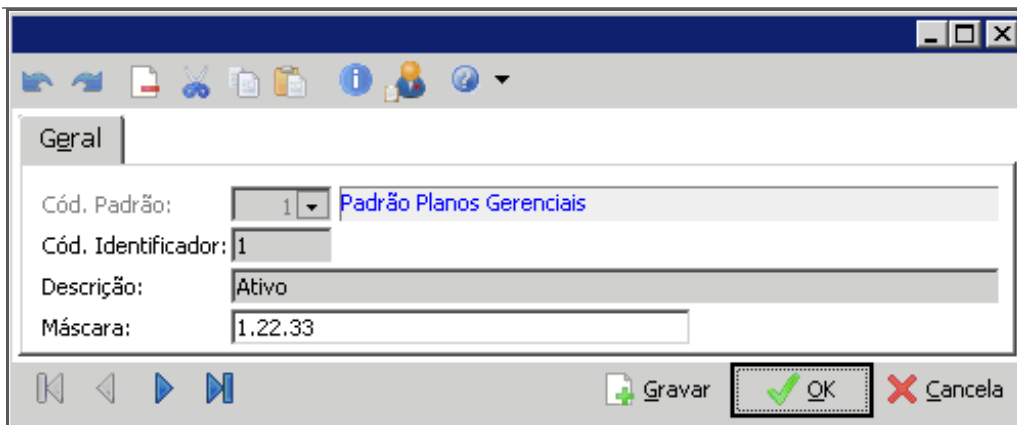 Geral
Cód. Padrão: 1 Padrão Planos Gerenciais
Cód. Identificador: 1
Descrição: Ativo
Máscara: 1.22.33
Gravar OK Cancela